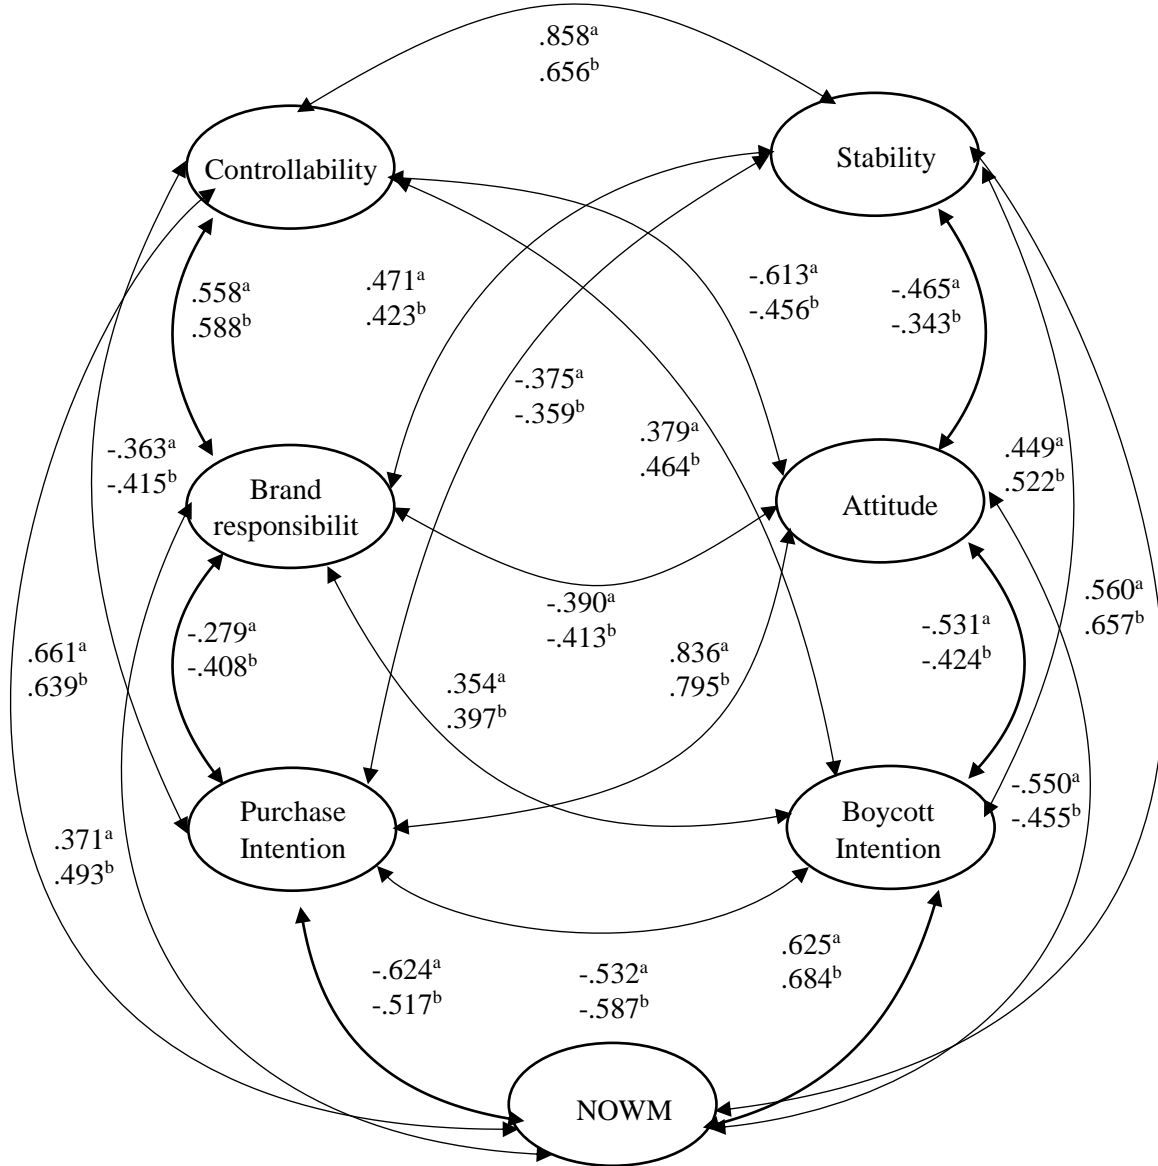 .858ᵃ
.656ᵇ
Controllability
Stability
.558ᵃ
.588ᵇ
.471ᵃ
.423ᵇ
-.613ᵃ
-.456ᵇ
-.465ᵃ
-.343ᵇ
-.375ᵃ
-.359ᵇ
.379ᵃ
.464ᵇ
-.363ᵃ
-.415ᵇ
.449ᵃ
.522ᵇ
Brand
responsibilit
Attitude
-.279ᵃ
-.408ᵇ
-.390ᵃ
-.413ᵇ
-.531ᵃ
-.424ᵇ
.560ᵃ
.657ᵇ
.661ᵃ
.639ᵇ
.354ᵃ
.397ᵇ
.836ᵃ
.795ᵇ
-.550ᵃ
-.455ᵇ
Purchase
Intention
Boycott
Intention
.371ᵃ
.493ᵇ
-.624ᵃ
-.517ᵇ
-.532ᵃ
-.587ᵇ
.625ᵃ
.684ᵇ
NOWM